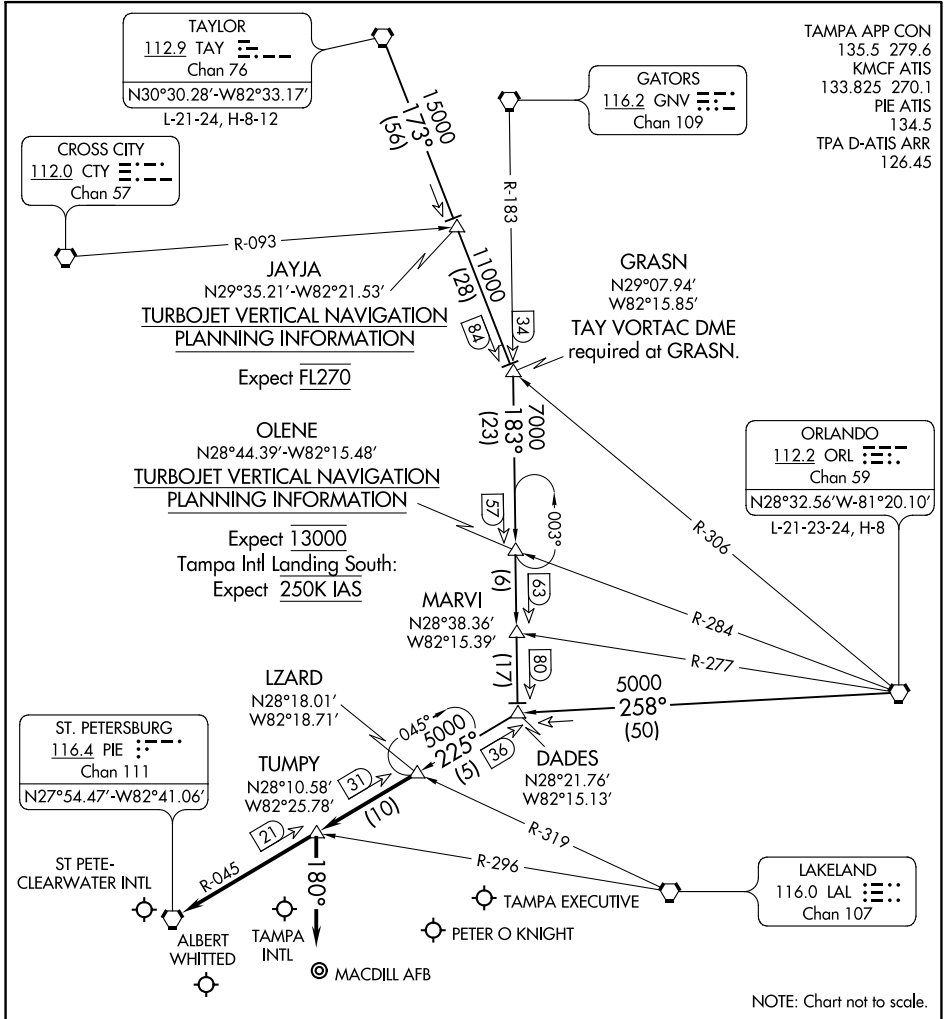 TAYLOR
112.9 TAY
Chan 76
N30°30.28'-W82°33.17'
L-21-24, H-8-12
TAMPA APP CON
135.5 279.6
KMCF ATIS
133.825 270.1
PIE ATIS
134.5
TPA D-ATIS ARR
126.45
GATORS
116.2 GNV
Chan 109
CROSS CITY
112.0 CTY
Chan 57
15000
173°
(56)
R-183
R-093
JAYJA
N29°35.21'-W82°21.53'
TURBOJET VERTICAL NAVIGATION
PLANNING INFORMATION
Expect FL270
11000
(28)
84
34
GRASN
N29°07.94'
W82°15.85'
TAY VORTAC DME
required at GRASN.
7000
183°
(23)
OLENE
N28°44.39'-W82°15.48'
TURBOJET VERTICAL NAVIGATION
PLANNING INFORMATION
Expect 13000
Tampa Intl Landing South:
Expect 250K IAS
57
003°
ORLANDO
112.2 ORL
Chan 59
N28°32.56'W-81°20.10'
L-21-23-24, H-8
R-306
R-284
R-277
(6)
63
MARVI
N28°38.36'
W82°15.39'
(17)
80
5000
258°
(50)
LZARD
N28°18.01'
W82°18.71'
045°
5000
225°
(5)
36
DADES
N28°21.76'
W82°15.13'
ST. PETERSBURG
116.4 PIE
Chan 111
N27°54.47'-W82°41.06'
TUMPY
N28°10.58'
W82°25.78'
31
(10)
21
R-045
R-319
R-296
180°
LAKELAND
116.0 LAL
Chan 107
ST PETE-
CLEARWATER INTL
ALBERT
WHITTED
TAMPA
INTL
TAMPA EXECUTIVE
PETER O KNIGHT
MACDILL AFB
NOTE: Chart not to scale.